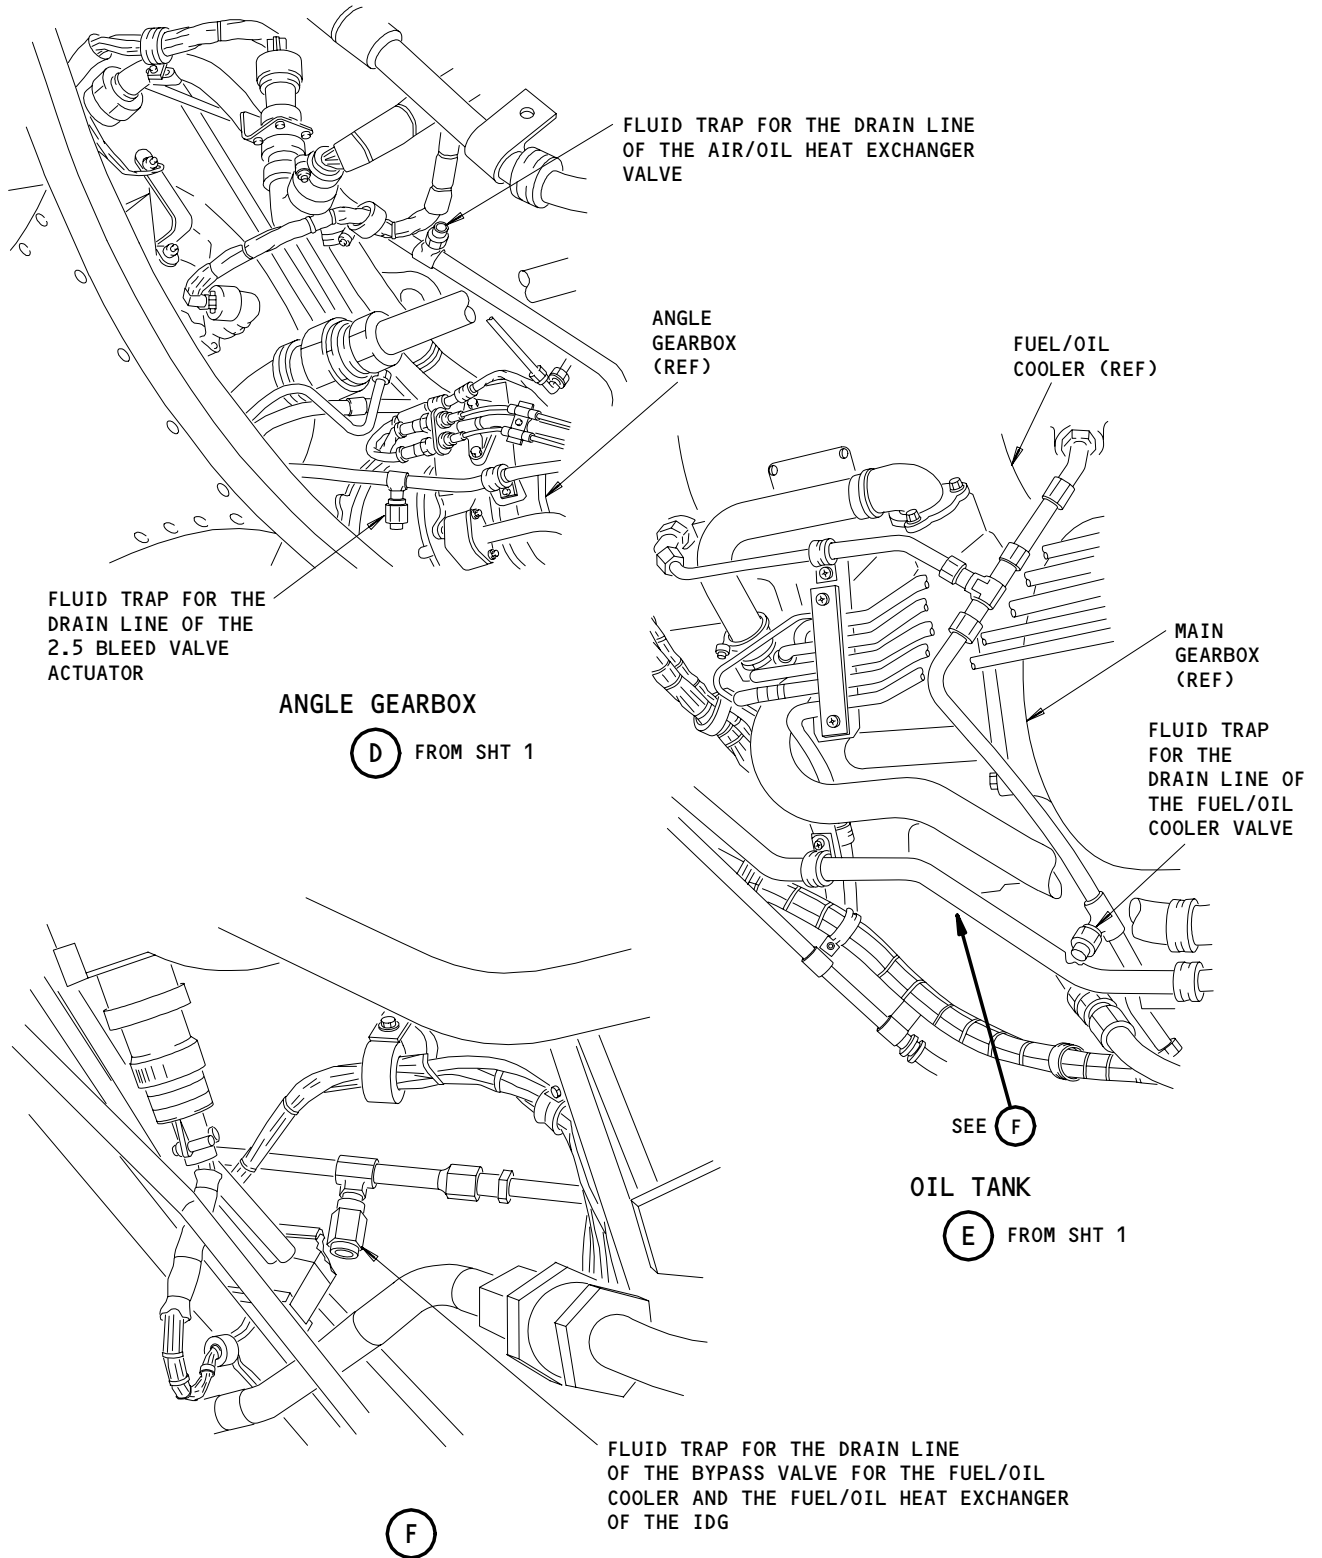 FLUID TRAP FOR THE DRAIN LINE
OF THE AIR/OIL HEAT EXCHANGER
VALVE
ANGLE
GEARBOX
(REF)
FUEL/OIL
COOLER (REF)
FLUID TRAP FOR THE
DRAIN LINE OF THE
2.5 BLEED VALVE
ACTUATOR
ANGLE GEARBOX
D FROM SHT 1
MAIN
GEARBOX
(REF)
FLUID TRAP
FOR THE
DRAIN LINE OF
THE FUEL/OIL
COOLER VALVE
SEE F
OIL TANK
E FROM SHT 1
FLUID TRAP FOR THE DRAIN LINE
OF THE BYPASS VALVE FOR THE FUEL/OIL
COOLER AND THE FUEL/OIL HEAT EXCHANGER
OF THE IDG
F